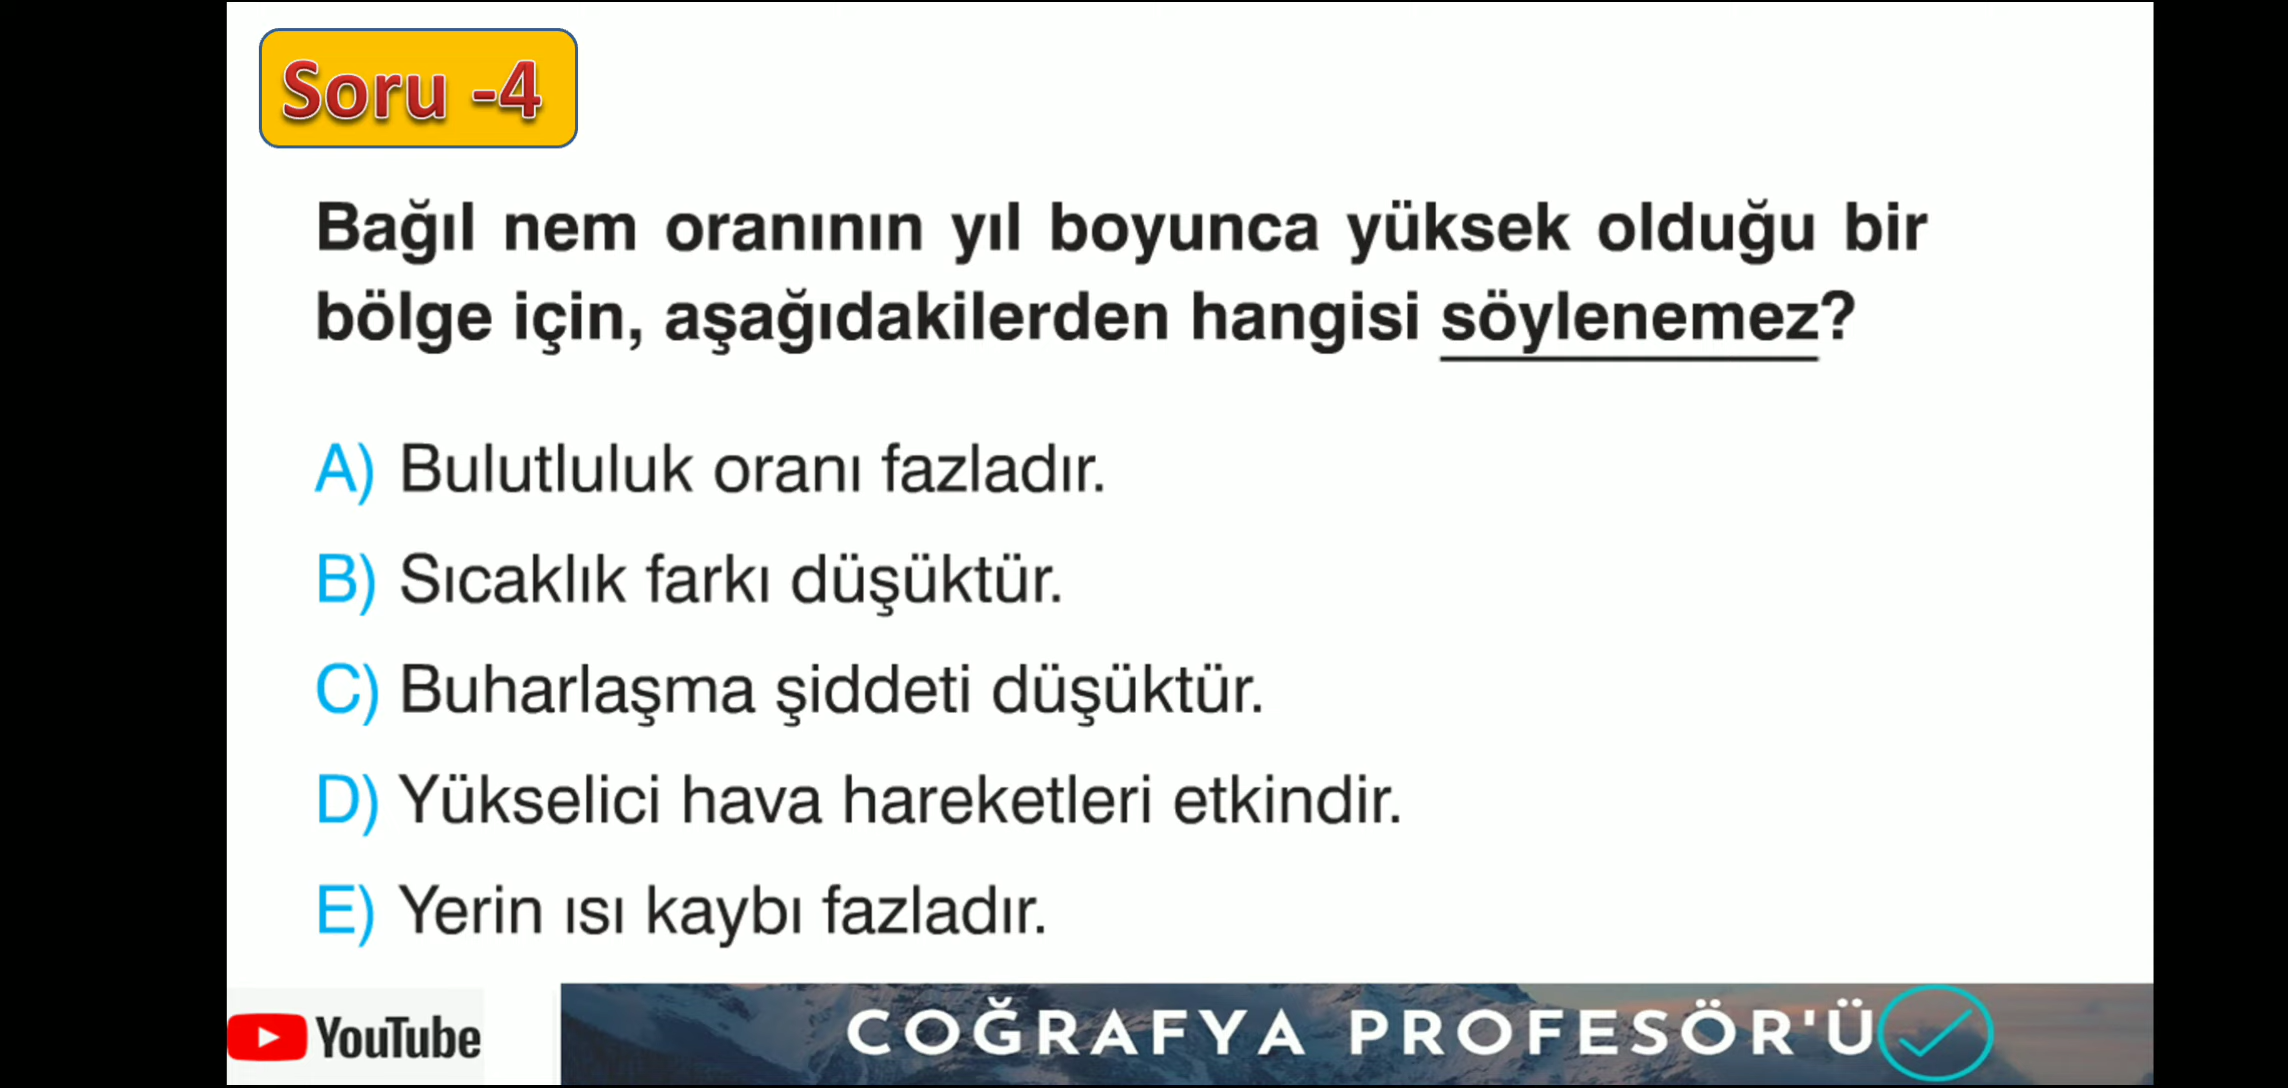 Soru -4
Bağıl nem oranının yıl boyunca yüksek olduğu bir
bölge için, aşağıdakilerden hangisi söylenemez?
A) Bulutluluk oranı fazladır.
B) Sıcaklık farkı düşüktür.
C) Buharlaşma şiddeti düşüktür.
D) Yükselici hava hareketleri etkindir.
E) Yerin ısı kaybı fazladır.
YouTube
COĞRAFYA PROFESÖR'Ü